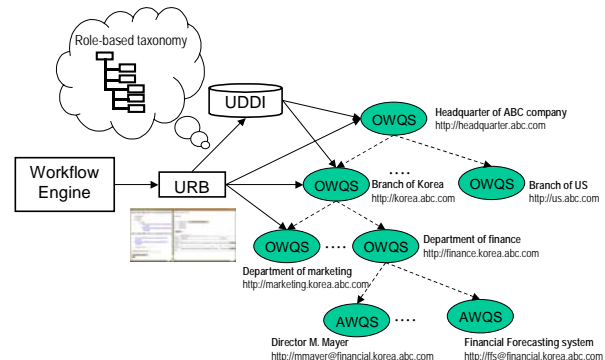 Role-based taxonomy
UDDI
OWQS
Headquarter of ABC company
http://headquarter.abc.com
Workflow
Engine
URB
OWQS
Branch of Korea
http://korea.abc.com
....
OWQS
Branch of US
http://us.abc.com
OWQS
....
OWQS
Department of finance
http://finance.korea.abc.com
Department of marketing
http://marketing.korea.abc.com
AWQS
....
AWQS
Director M. Mayer
http://mmayer@financial.korea.abc.com
Financial Forecasting system
http://ffs@financial.korea.abc.com